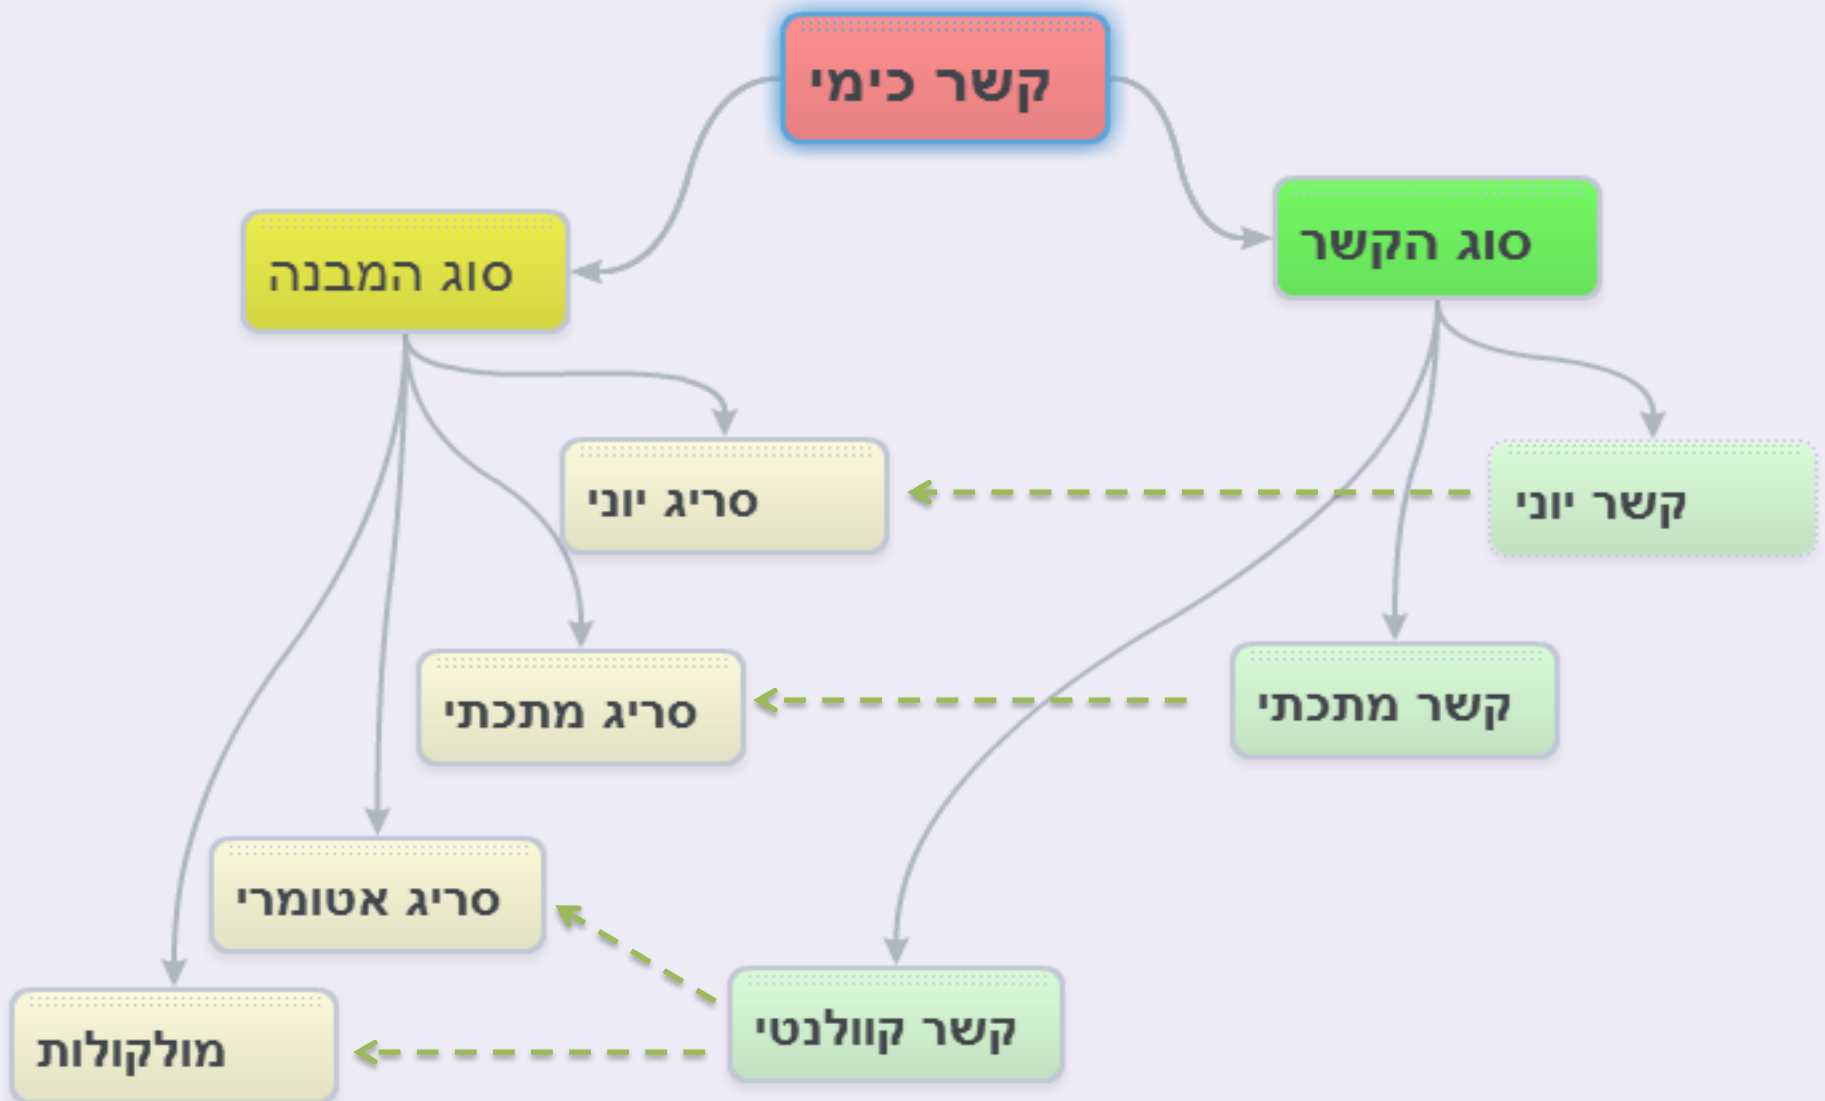 קשר כימי
סוג הקשר
סוג המבנה
קשר יוני
סריג יוני
קשר מתכתי
סריג מתכתי
סריג אטומרי
קשר קוולנטי
מולקולות